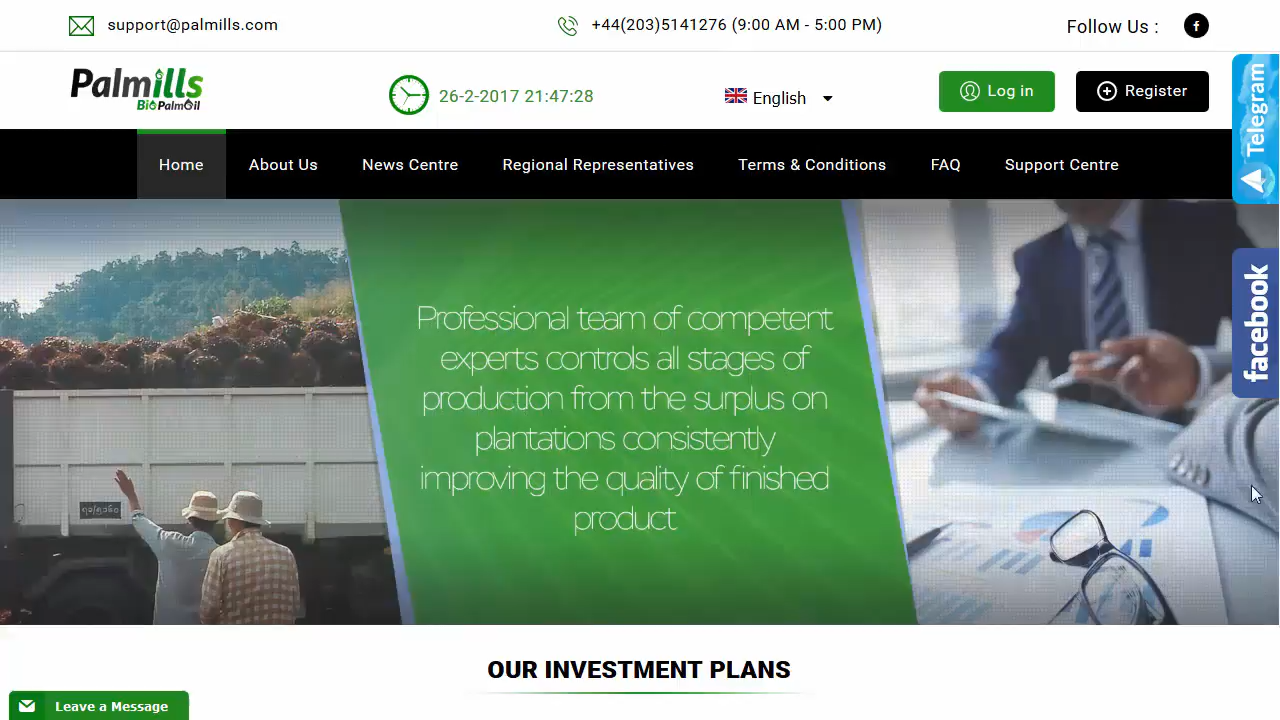 support@palmills.com
+44(203)5141276 (9:00 AM - 5:00 PM)
Follow Us :
f
Palmills
Bio PalmOil
26-2-2017 21:47:28
English
Log in
Register
Telegram
Home
About Us
News Centre
Regional Representatives
Terms & Conditions
FAQ
Support Centre
facebook
Professional team of competent
experts controls all stages of
production from the surplus on
plantations consistently
improving the quality of finished
product
OUR INVESTMENT PLANS
Leave a Message